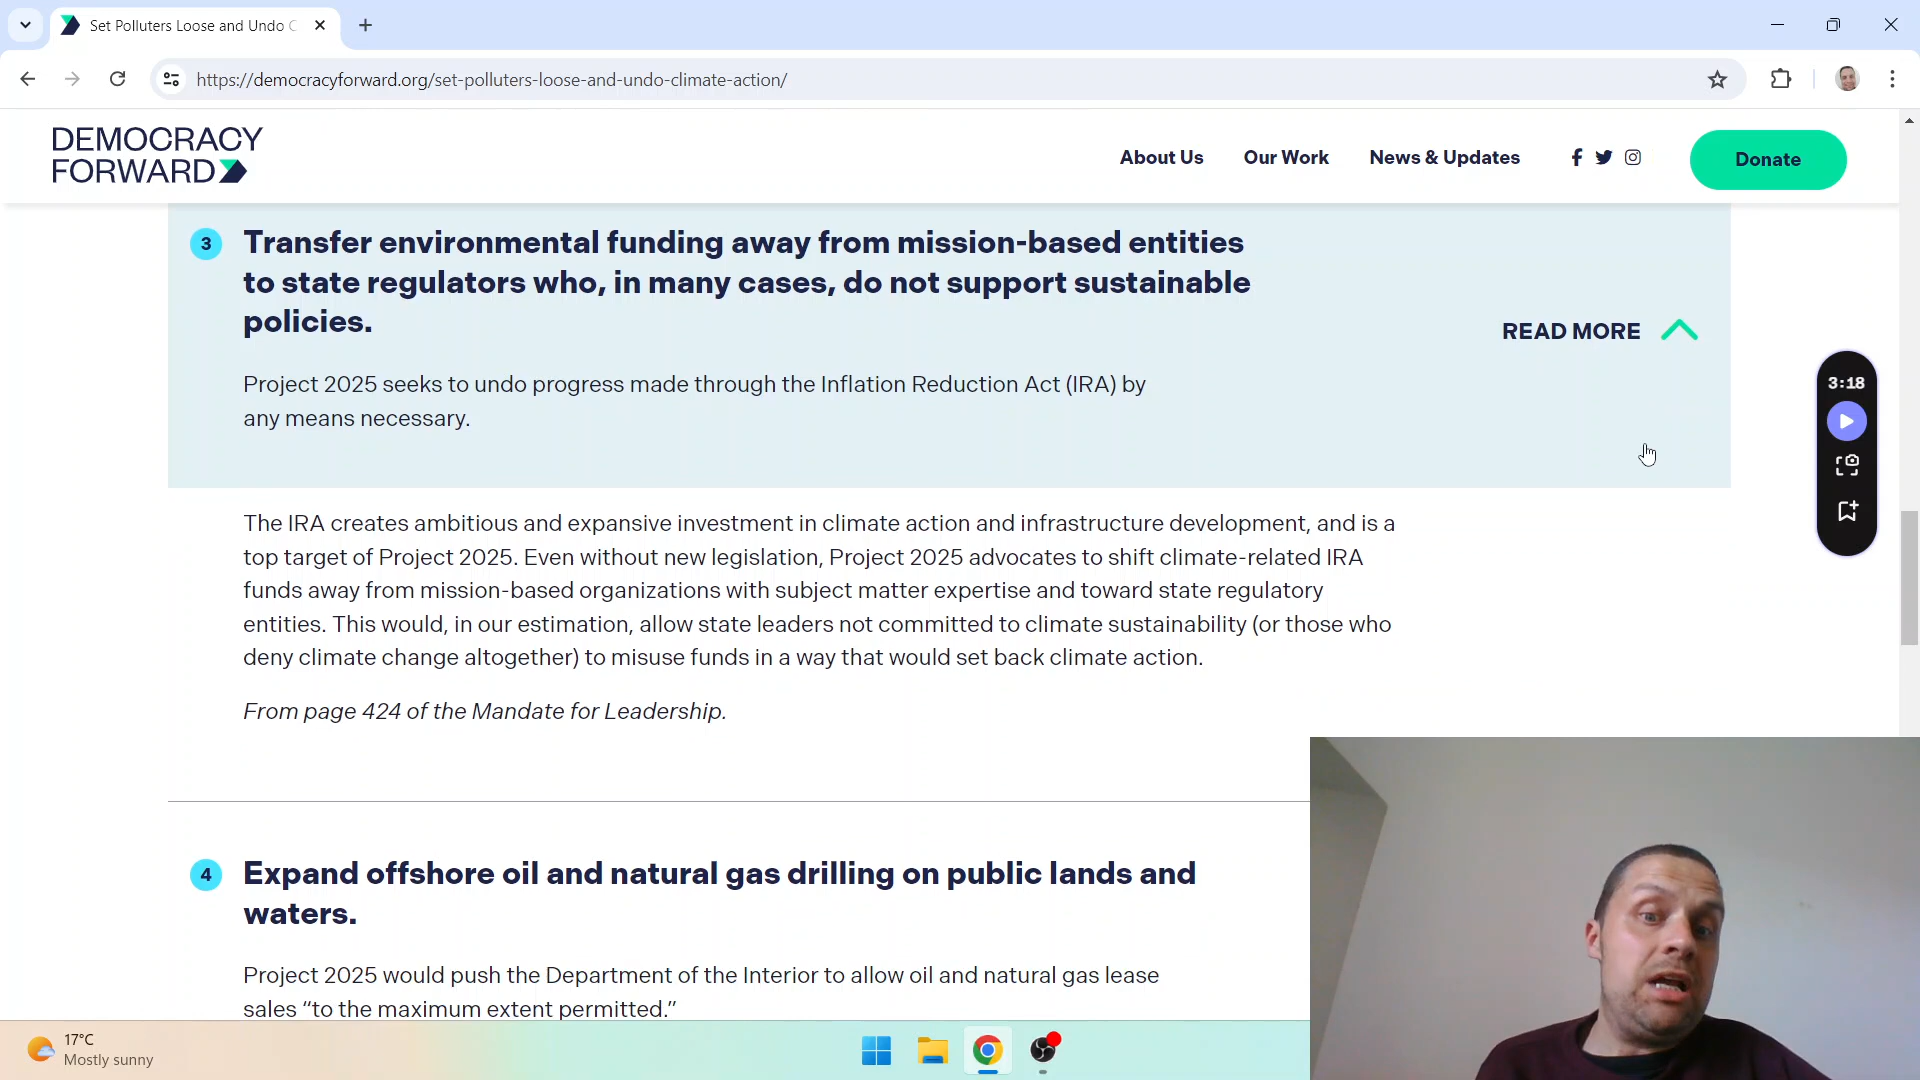 Set Polluters Loose and Undo C
https://democracyforward.org/set-polluters-loose-and-undo-climate-action/
DEMOCRACY
FORWARD
About Us
Our Work
News & Updates
Donate
3
Transfer environmental funding away from mission-based entities
to state regulators who, in many cases, do not support sustainable
policies.
READ MORE
Project 2025 seeks to undo progress made through the Inflation Reduction Act (IRA) by
any means necessary.
3:18
The IRA creates ambitious and expansive investment in climate action and infrastructure development, and is a
top target of Project 2025. Even without new legislation, Project 2025 advocates to shift climate-related IRA
funds away from mission-based organizations with subject matter expertise and toward state regulatory
entities. This would, in our estimation, allow state leaders not committed to climate sustainability (or those who
deny climate change altogether) to misuse funds in a way that would set back climate action.
From page 424 of the Mandate for Leadership.
4
Expand offshore oil and natural gas drilling on public lands and
waters.
Project 2025 would push the Department of the Interior to allow oil and natural gas lease
sales “to the maximum extent permitted.”
17°C
Mostly sunny